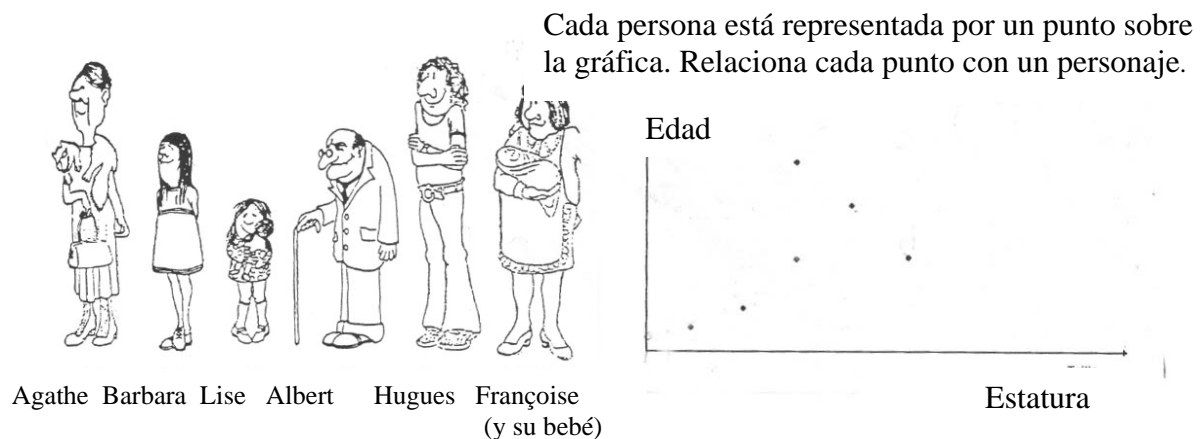 Cada persona está representada por un punto sobre
la gráfica. Relaciona cada punto con un personaje.
Edad
Estatura
Agathe Barbara Lise Albert Hugues Françoise
(y su bebé)